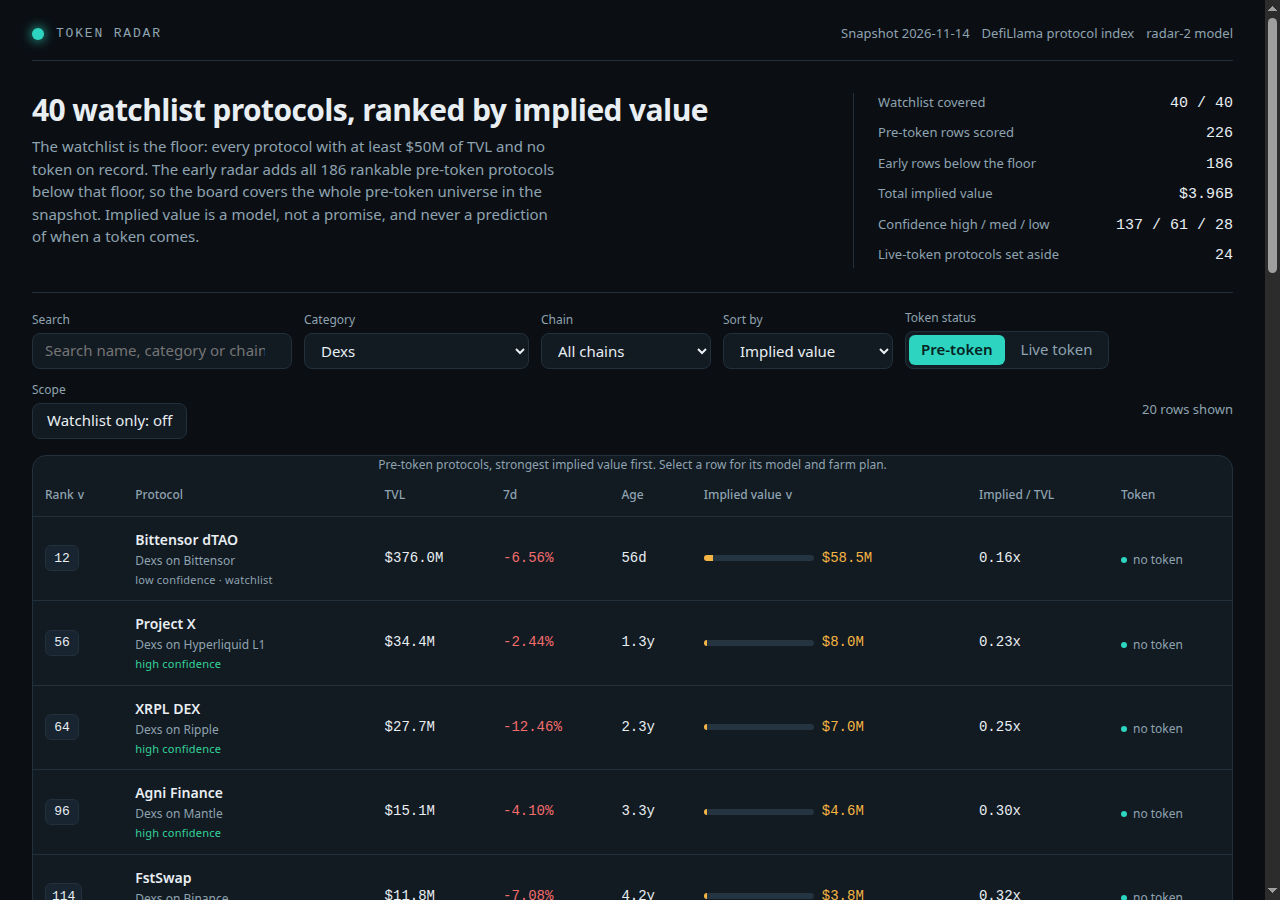 TOKEN RADAR
Snapshot 2026-11-14 DefiLlama protocol index radar-2 model
40 watchlist protocols, ranked by implied value
The watchlist is the floor: every protocol with at least $50M of TVL and no
token on record. The early radar adds all 186 rankable pre-token protocols
below that floor, so the board covers the whole pre-token universe in the
snapshot. Implied value is a model, not a promise, and never a prediction
of when a token comes.
Watchlist covered 40 / 40
Pre-token rows scored 226
Early rows below the floor 186
Total implied value $3.96B
Confidence high / med / low 137 / 61 / 28
Live-token protocols set aside 24
Search Category Chain Sort by Token status
Search name, category or chain Dexs All chains Implied value Pre-token Live token
Scope
Watchlist only: off 20 rows shown
Pre-token protocols, strongest implied value first. Select a row for its model and farm plan.
Rank v Protocol TVL 7d Age Implied value v Implied / TVL Token
Bittensor dTAO
12 Dexs on Bittensor $376.0M -6.56% 56d $58.5M 0.16x no token
low confidence · watchlist
Project X
56 Dexs on Hyperliquid L1 $34.4M -2.44% 1.3y $8.0M 0.23x no token
high confidence
XRPL DEX
64 Dexs on Ripple $27.7M -12.46% 2.3y $7.0M 0.25x no token
high confidence
Agni Finance
96 Dexs on Mantle $15.1M -4.10% 3.3y $4.6M 0.30x no token
high confidence
FstSwap
114 Dexs on Binance $11.8M -7.08% 4.2y $3.8M 0.32x no token